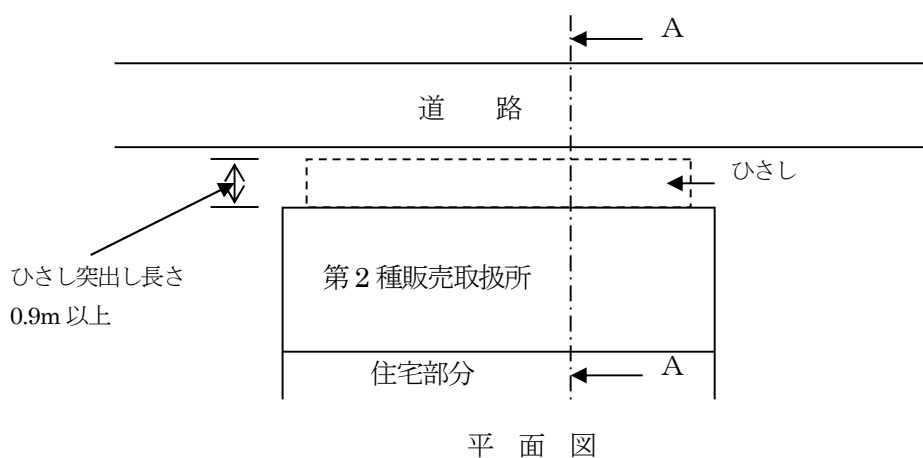 A
道　路
ひさし
ひさし突出し長さ
0.9m 以上
第 2 種販売取扱所
住宅部分
A
平　面　図